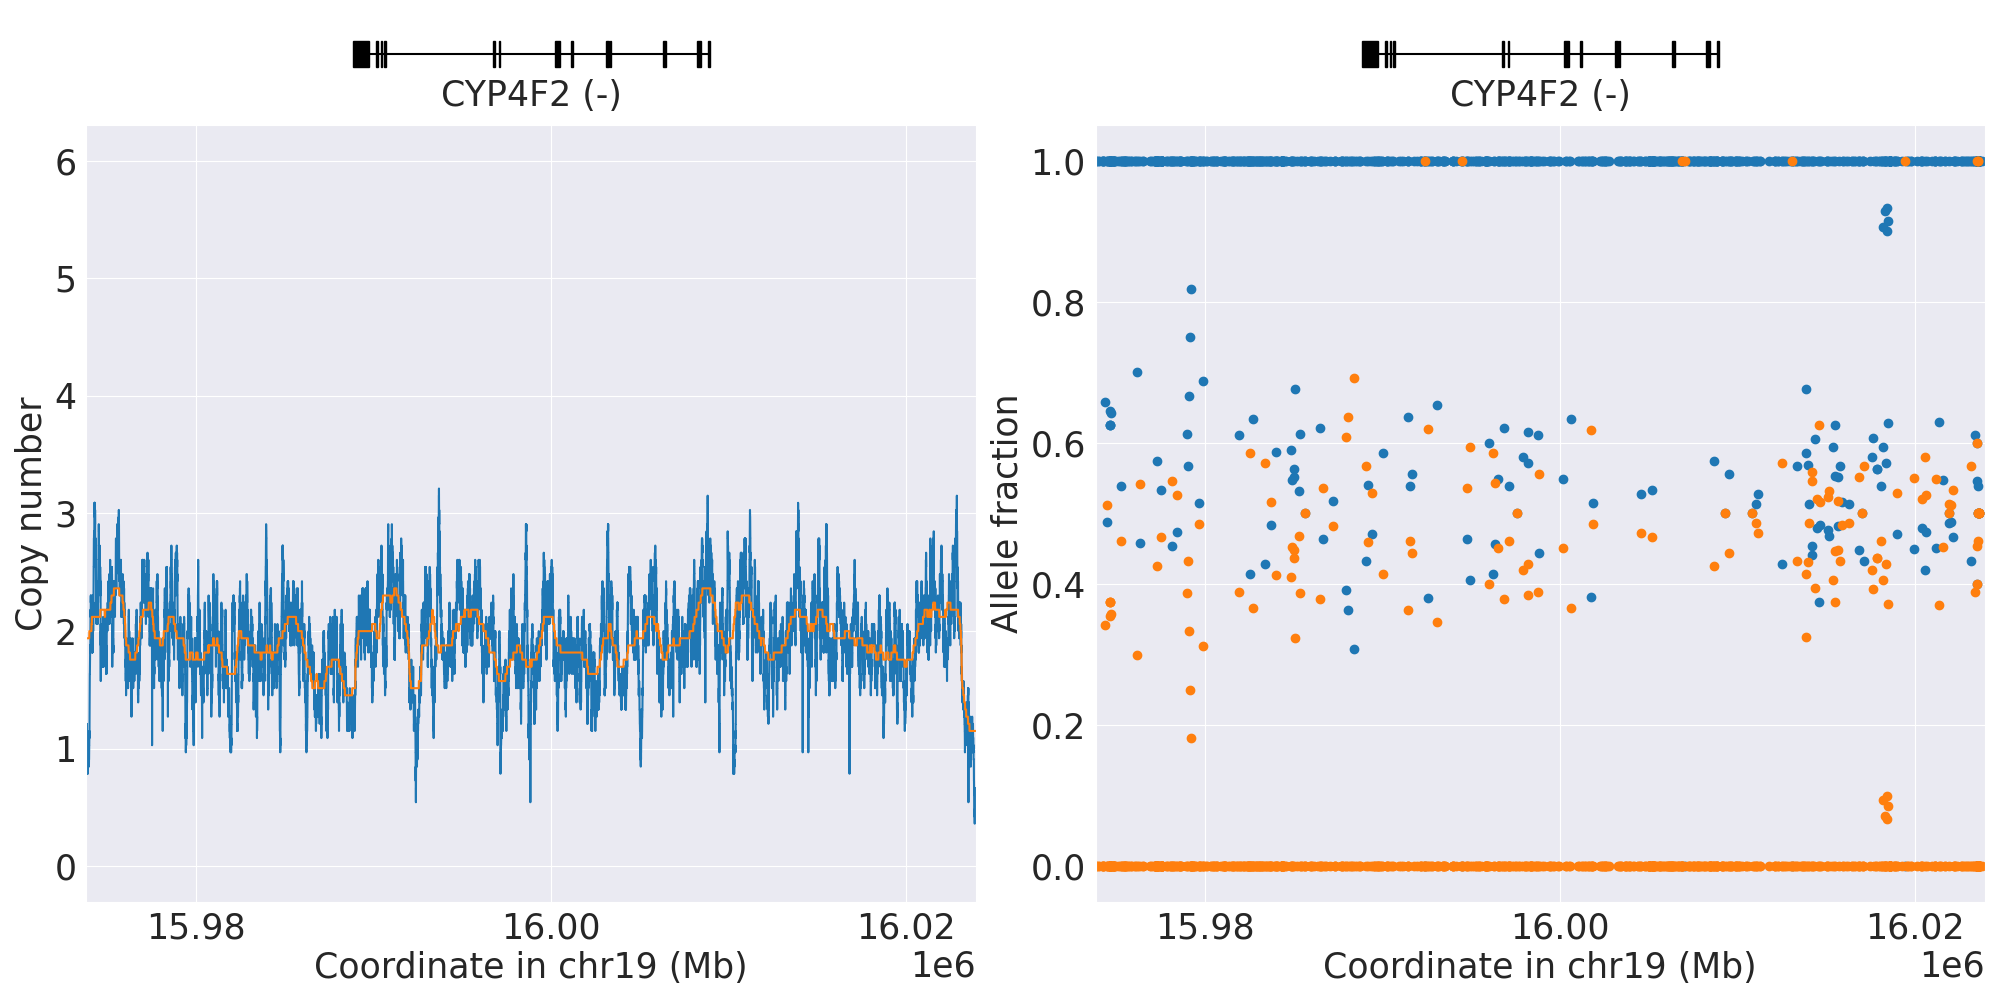 CYP4F2 (-)
Copy number
6
5
4
3
2
1
0
15.98
16.00
16.02
Coordinate in chr19 (Mb)
1e6
CYP4F2 (-)
Allele fraction
1.0
0.8
0.6
0.4
0.2
0.0
15.98
16.00
16.02
Coordinate in chr19 (Mb)
1e6